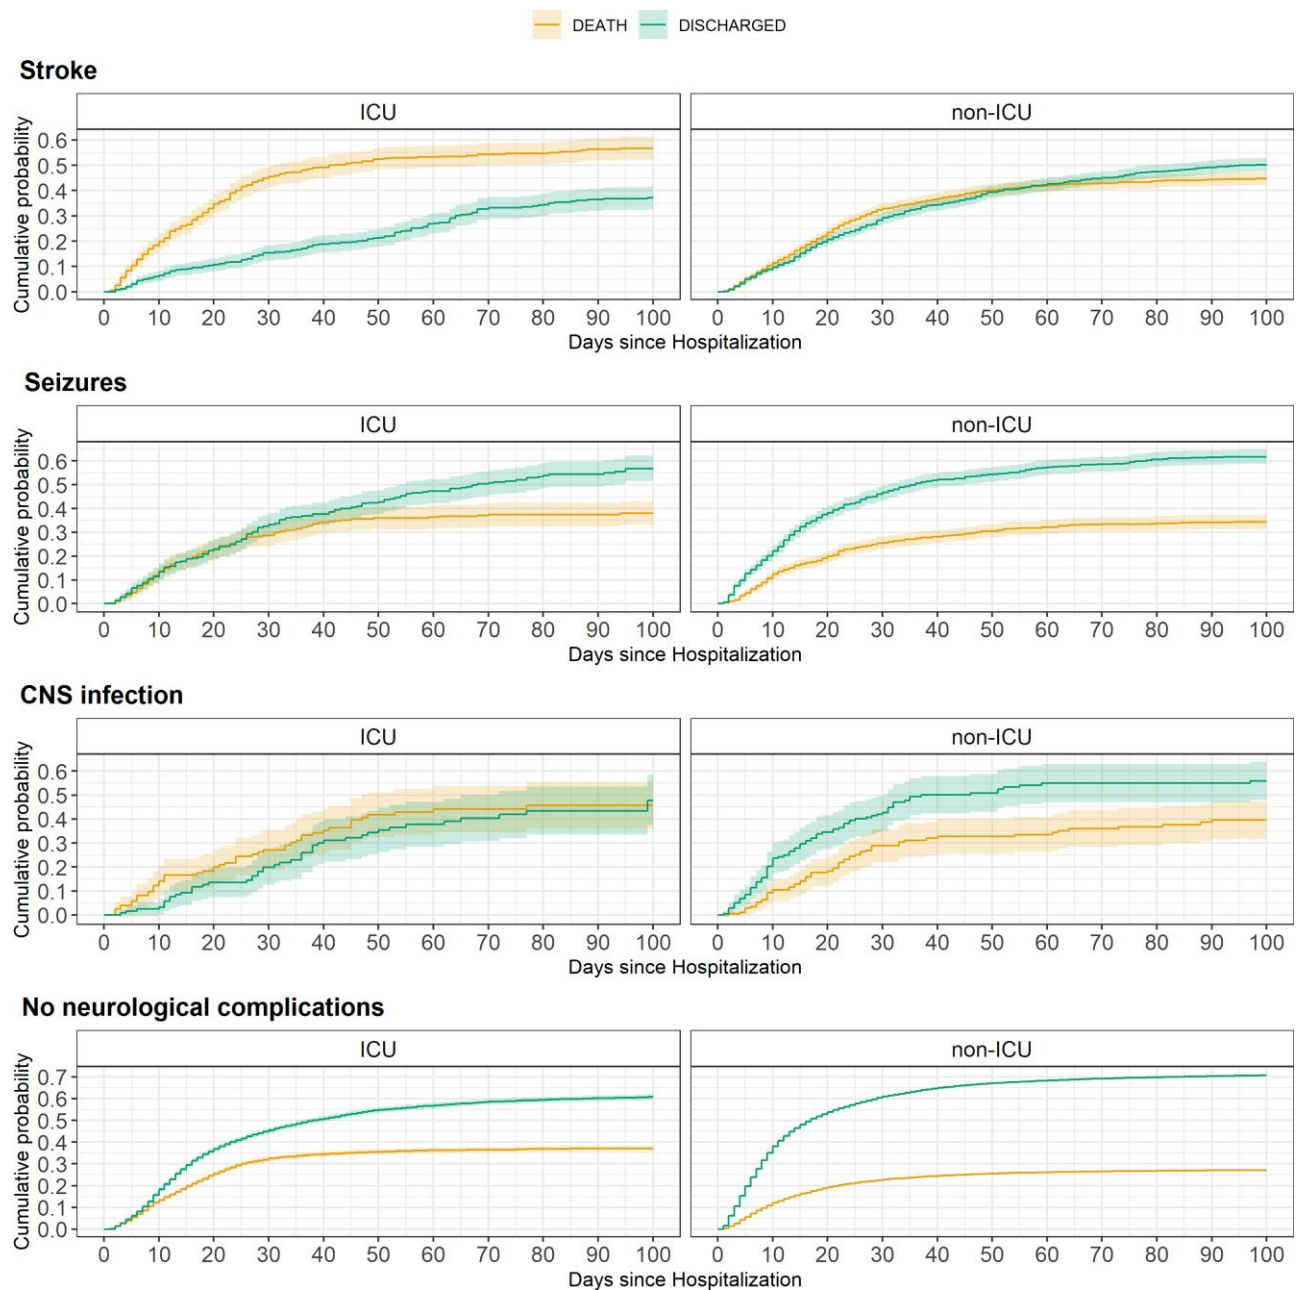 DEATH DISCHARGED
Stroke
ICU non-ICU
Cumulative probability
0.6
0.5
0.4
0.3
0.2
0.1
0.0
0 10 20 30 40 50 60 70 80 90 100 0 10 20 30 40 50 60 70 80 90 100
Days since Hospitalization
Seizures
ICU non-ICU
Cumulative probability
0.6
0.5
0.4
0.3
0.2
0.1
0.0
0 10 20 30 40 50 60 70 80 90 100 0 10 20 30 40 50 60 70 80 90 100
Days since Hospitalization
CNS infection
ICU non-ICU
Cumulative probability
0.6
0.5
0.4
0.3
0.2
0.1
0.0
0 10 20 30 40 50 60 70 80 90 100 0 10 20 30 40 50 60 70 80 90 100
Days since Hospitalization
No neurological complications
ICU non-ICU
Cumulative probability
0.7
0.6
0.5
0.4
0.3
0.2
0.1
0.0
0 10 20 30 40 50 60 70 80 90 100 0 10 20 30 40 50 60 70 80 90 100
Days since Hospitalization